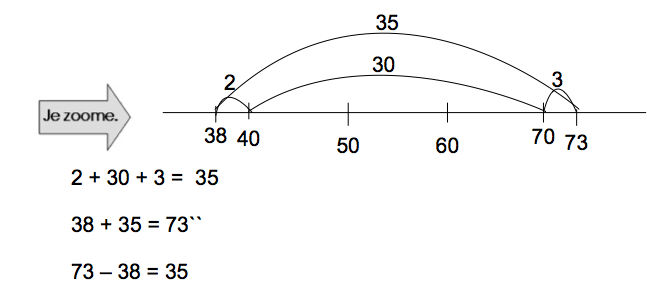 35
30
2
3
Je zoome.
38 40 50 60 70 73
2 + 30 + 3 = 35
38 + 35 = 73``
73 – 38 = 35